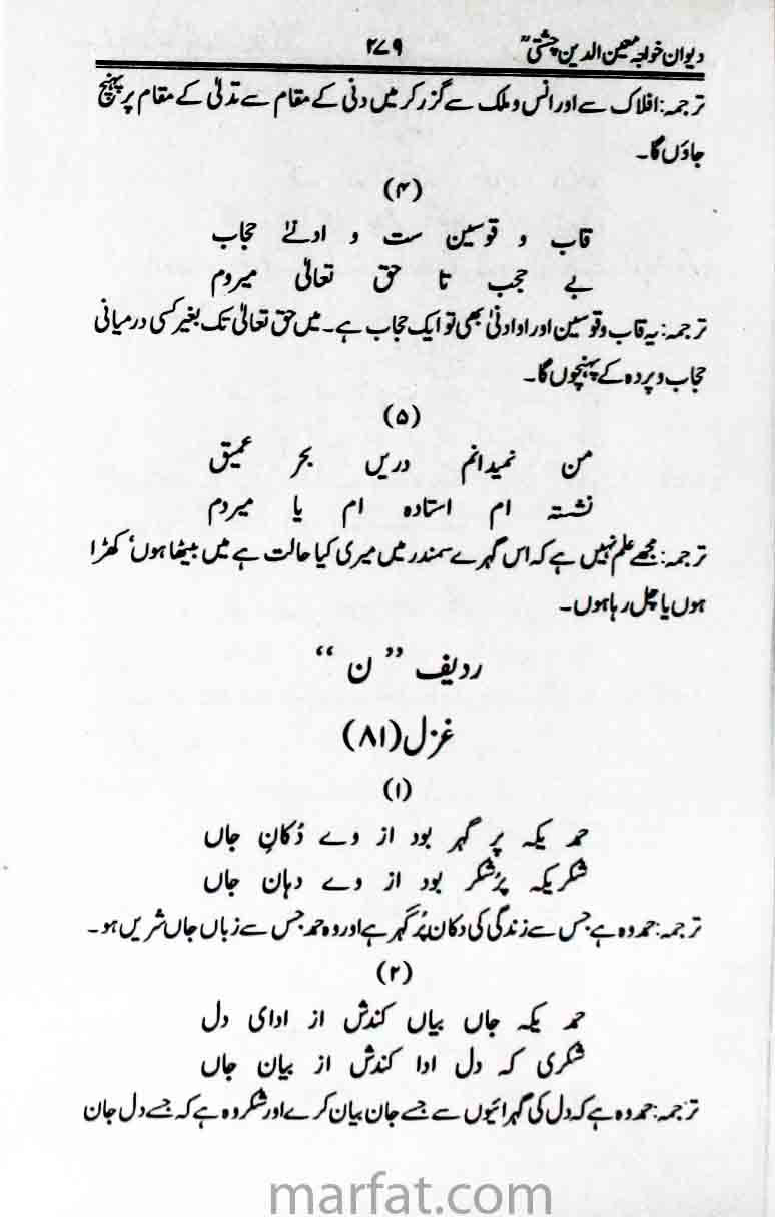 دیوان خواجہ معین الدین چشتیؒ ۲۷۹
ترجمہ: افلاک سے اور انس و ملک سے گزر کر میں دنٰی کے مقام سے تدلّٰی کے مقام پر پہنچ
جاؤں گا۔
(۴)
قاب و قوسین ست و ادنےٰ حجاب
بے حجب تا حق تعالیٰ میروم
ترجمہ: یہ قاب و قوسین اور اوادنیٰ بھی تو ایک حجاب ہے۔ میں حق تعالیٰ تک بغیر کسی درمیانی
حجاب و پردہ کے پہنچوں گا۔
(۵)
من نمیدانم دریں بحر عمیق
نشستہ ام استادہ ام یا میروم
ترجمہ: مجھے علم نہیں ہے کہ اس گہرے سمندر میں میری کیا حالت ہے میں بیٹھا ہوں‘ کھڑا
ہوں یا چل رہا ہوں۔
ردیف ’’ ن ‘‘
غزل (۸۱)
(۱)
حمد یکہ پر گہر بود از وے دُکانِ جاں
شکریکہ پرُشکر بود از وے دہان جاں
ترجمہ: حمد وہ ہے جس سے زندگی کی دکان پُر گہر ہے اور وہ حمد جس سے زباں جاں شریں ہو۔
(۲)
حمد یکہ جاں بیاں کندش از ادای دل
شکری کہ دل ادا کندش از بیان جاں
ترجمہ: حمد وہ ہے کہ دل کی گہرائیوں سے جسے جان بیان کرے اور شکر وہ ہے کہ جسے دل جان
marfat.com